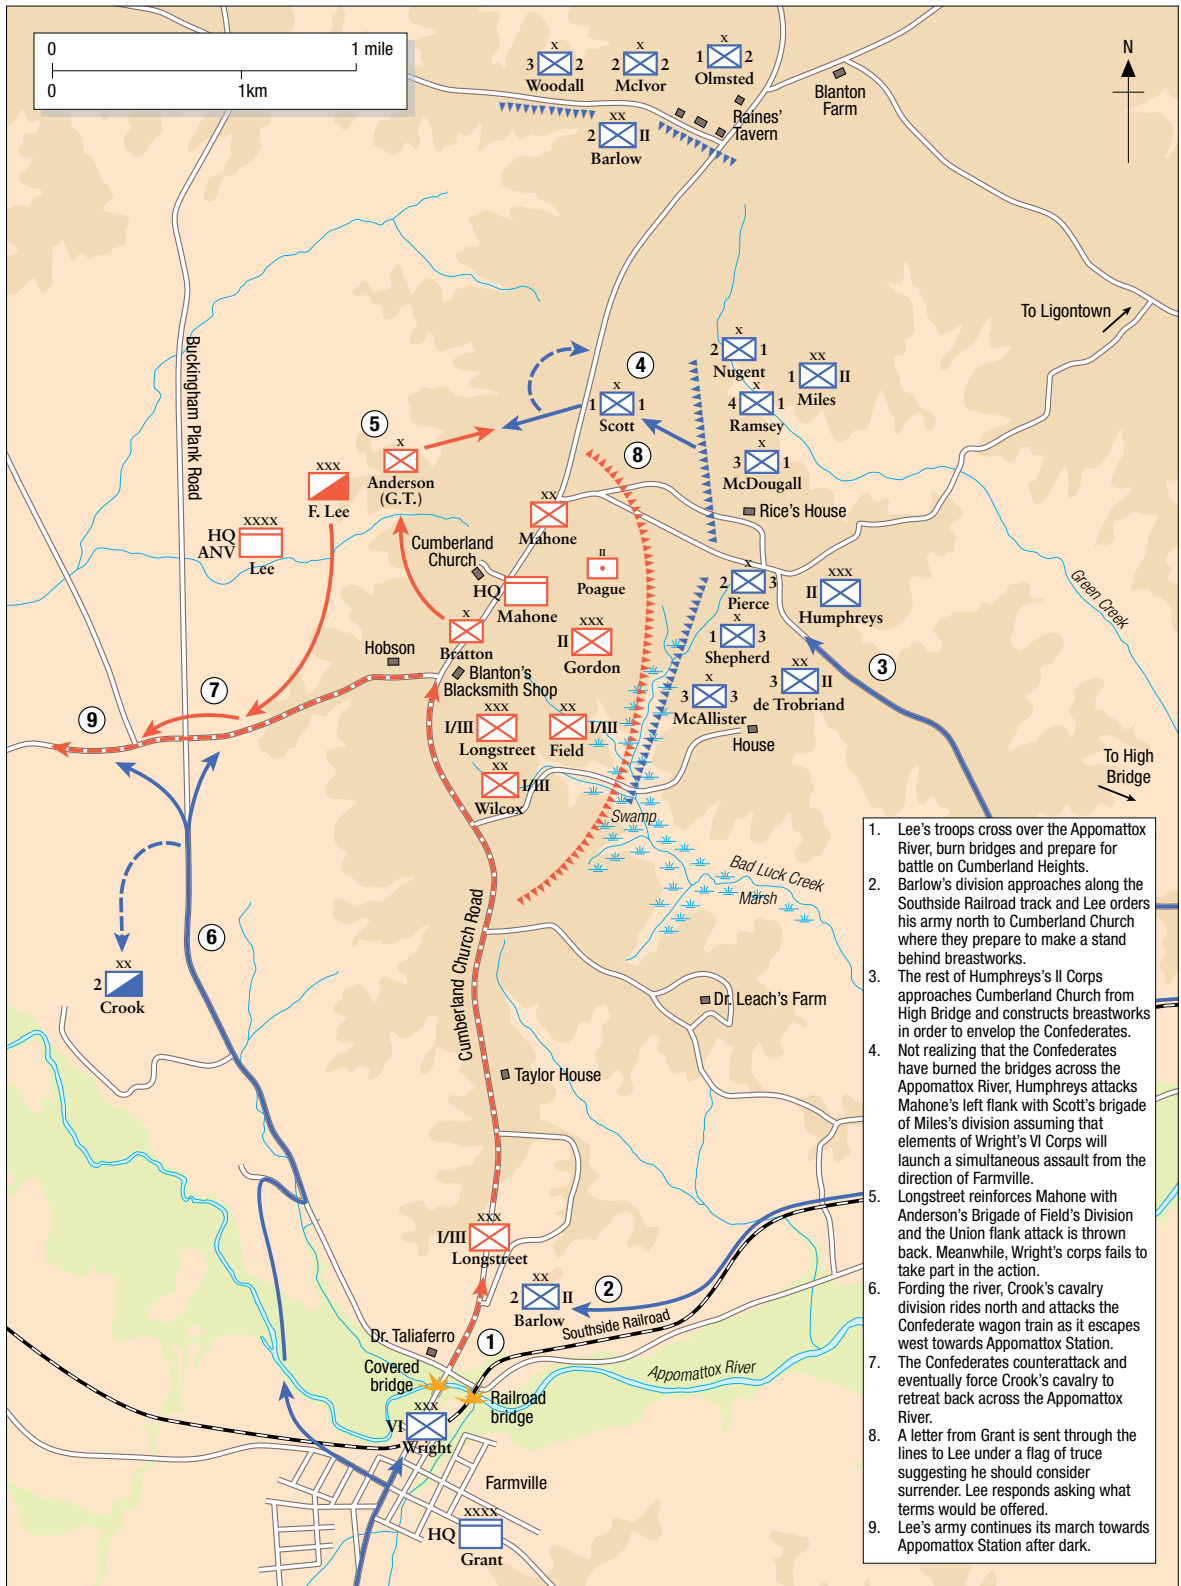 0 1 mile
0 1km
N
X
3 2
Woodall
X
2 2
McIvor
X
1 2
Olmsted
Blanton
Farm
Raines'
Tavern
XX
2 II
Barlow
To Ligontown
Buckingham Plank Road
4
X
2 1
Nugent
XX
1 II
Miles
X
1 1
Scott
X
4 1
Ramsey
5
X
Anderson
(G.T.)
8
X
3 1
McDougall
XXX
F. Lee
XX
Mahone
Rice's House
XXXX
HQ
ANV
Lee
Cumberland
Church
II
Poague
HQ
Mahone
X
2 3
Pierce
XXX
II
Humphreys
Green Creek
X
Bratton
XXX
II
Gordon
X
1 3
Shepherd
3
Hobson
Blanton's
Blacksmith Shop
XX
3 II
de Trobriand
7
X
3 3
McAllister
9
XXX
I/III
Longstreet
XX
I/III
Field
House
To High
Bridge
XX
I/III
Wilcox
Swamp
Bad Luck Creek
Marsh
6
XX
2
Crook
Cumberland Church Road
Dr. Leach's Farm
Taylor House
XXX
I/III
Longstreet
XX
2 II
Barlow
2
Southside Railroad
1
Dr. Taliaferro
Covered
bridge
Appomattox River
Railroad
bridge
XXX
VI
Wright
Farmville
XXXX
HQ
Grant
1. Lee's troops cross over the Appomattox
River, burn bridges and prepare for
battle on Cumberland Heights.
2. Barlow's division approaches along the
Southside Railroad track and Lee orders
his army north to Cumberland Church
where they prepare to make a stand
behind breastworks.
3. The rest of Humphreys's II Corps
approaches Cumberland Church from
High Bridge and constructs breastworks
in order to envelop the Confederates.
4. Not realizing that the Confederates
have burned the bridges across the
Appomattox River, Humphreys attacks
Mahone's left flank with Scott's brigade
of Miles's division assuming that
elements of Wright's VI Corps will
launch a simultaneous assault from the
direction of Farmville.
5. Longstreet reinforces Mahone with
Anderson's Brigade of Field's Division
and the Union flank attack is thrown
back. Meanwhile, Wright's corps fails to
take part in the action.
6. Fording the river, Crook's cavalry
division rides north and attacks the
Confederate wagon train as it escapes
west towards Appomattox Station.
7. The Confederates counterattack and
eventually force Crook's cavalry to
retreat back across the Appomattox
River.
8. A letter from Grant is sent through the
lines to Lee under a flag of truce
suggesting he should consider
surrender. Lee responds asking what
terms would be offered.
9. Lee's army continues its march towards
Appomattox Station after dark.